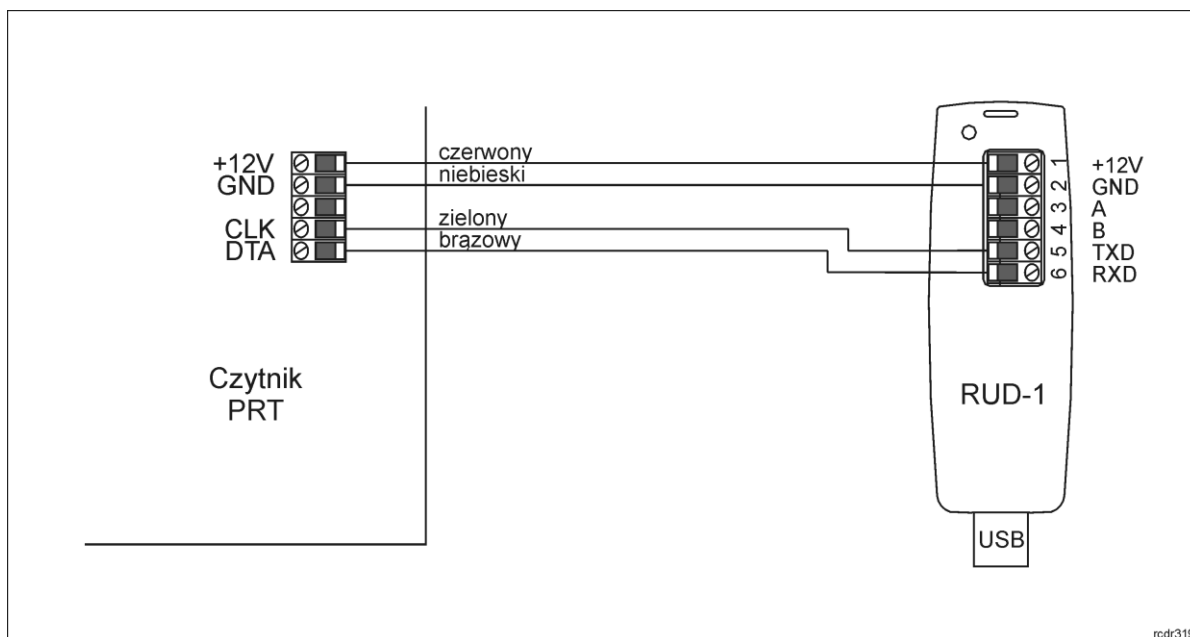 +12V
GND
CLK
DTA
czerwony
niebieski
zielony
brązowy
Czytnik
PRT
1
2
3
4
5
6
+12V
GND
A
B
TXD
RXD
RUD-1
USB